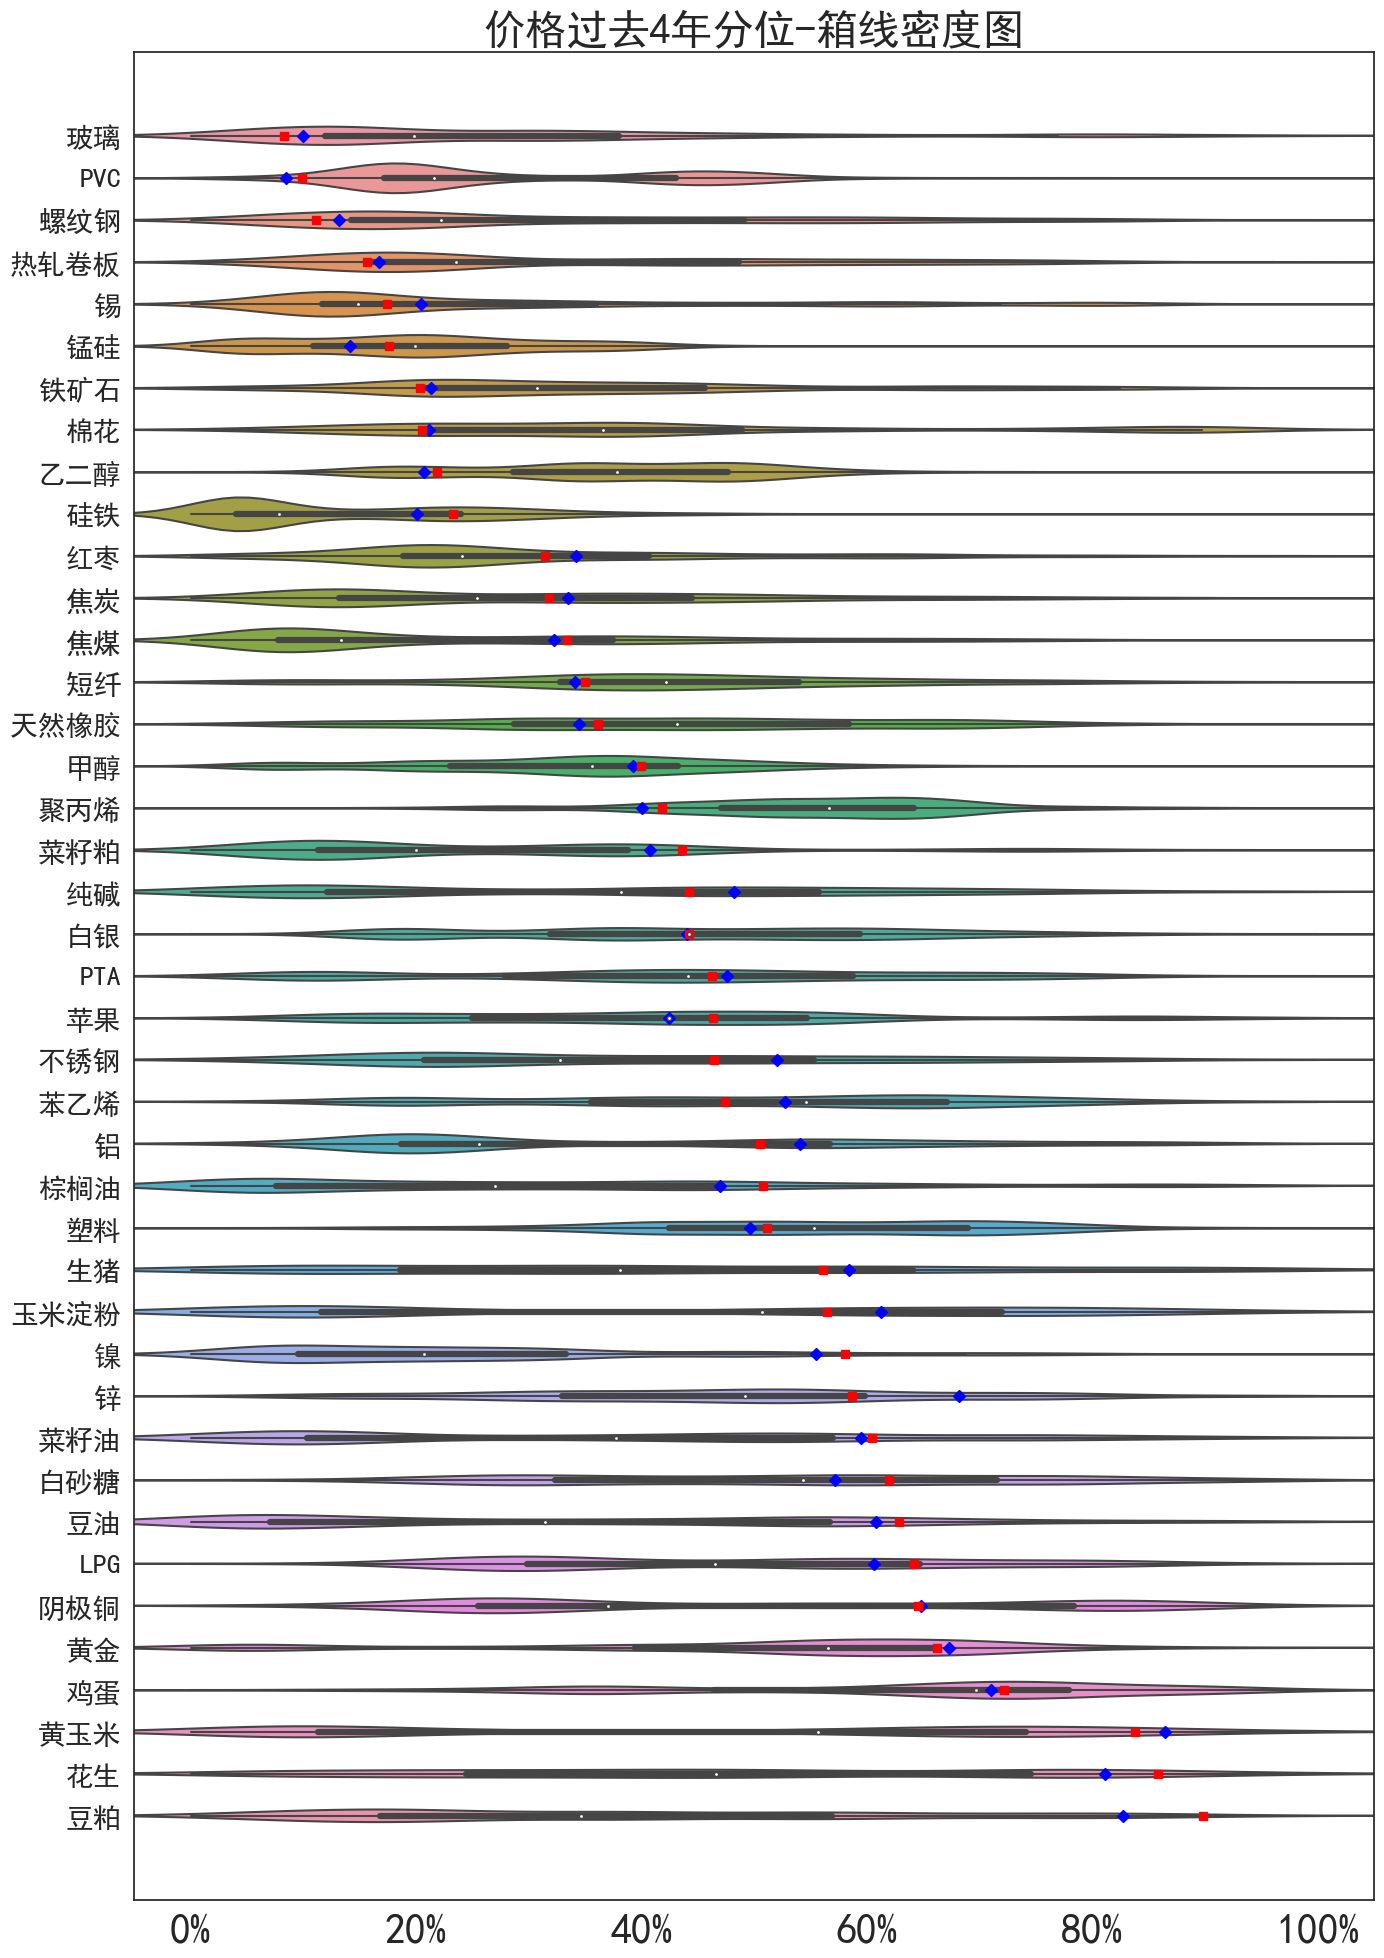 价格过去4年分位-箱线密度图
玻璃
PVC
螺纹钢
热轧卷板
锡
锰硅
铁矿石
棉花
乙二醇
硅铁
红枣
焦炭
焦煤
短纤
天然橡胶
甲醇
聚丙烯
菜籽粕
纯碱
白银
PTA
苹果
不锈钢
苯乙烯
铝
棕榈油
塑料
生猪
玉米淀粉
镍
锌
菜籽油
白砂糖
豆油
LPG
阴极铜
黄金
鸡蛋
黄玉米
花生
豆粕
0% 20% 40% 60% 80% 100%